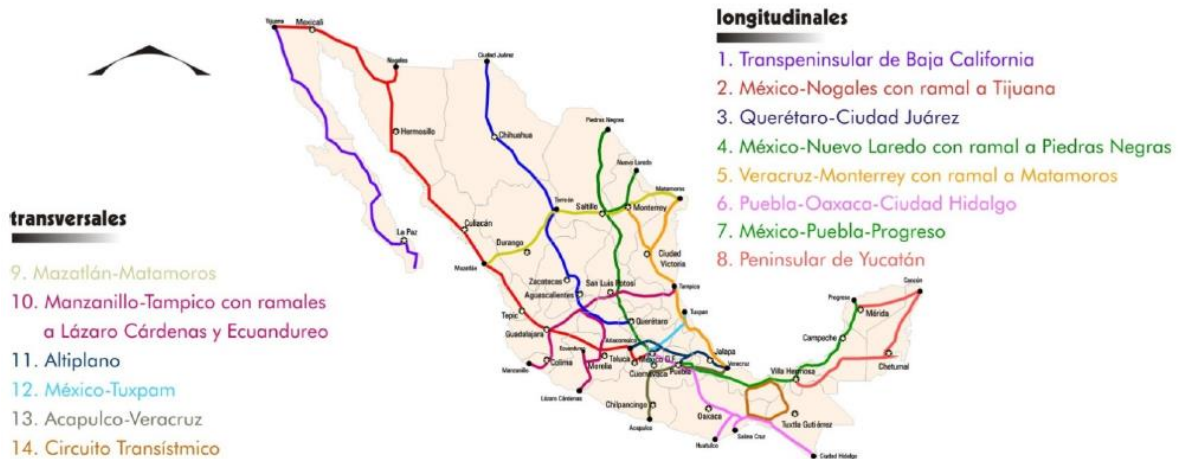 longitudinales
1. Transpeninsular de Baja California
2. México-Nogales con ramal a Tijuana
3. Querétaro-Ciudad Juárez
4. México-Nuevo Laredo con ramal a Piedras Negras
5. Veracruz-Monterrey con ramal a Matamoros
6. Puebla-Oaxaca-Ciudad Hidalgo
7. México-Puebla-Progreso
8. Peninsular de Yucatán
transversales
9. Mazatlán-Matamoros
10. Manzanillo-Tampico con ramales
a Lázaro Cárdenas y Ecuandureo
11. Altiplano
12. México-Tuxpam
13. Acapulco-Veracruz
14. Circuito Transístmico
Tijuana
Mexicali
Nogales
Ciudad Juárez
Hermosillo
Chihuahua
Piedras Negras
Nuevo Laredo
Matamoros
Torreón
Saltillo
Monterrey
Culiacán
La Paz
Durango
Ciudad
Victoria
Mazatlán
Zacatecas
San Luis Potosí
Aguascalientes
Tampico
Tuxpan
Cancún
Progreso
Mérida
Tepic
Querétaro
Guadalajara
Campeche
Jalapa
Colima
Morelia
Toluca
México D.F.
Veracruz
Manzanillo
Cuernavaca
Puebla
Villa Hermosa
Chetumal
Lázaro Cárdenas
Chilpancingo
Oaxaca
Tuxtla Gutiérrez
Acapulco
Huatulco
Salina Cruz
Ciudad Hidalgo